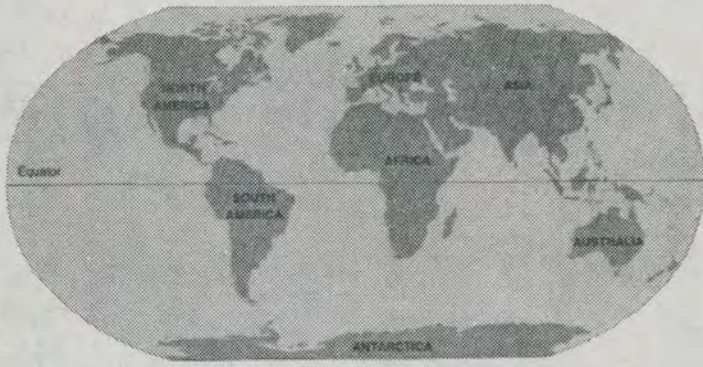 NORTH
AMERICA
EUROPE
ASIA
AFRICA
Equator
SOUTH
AMERICA
AUSTRALIA
ANTARCTICA